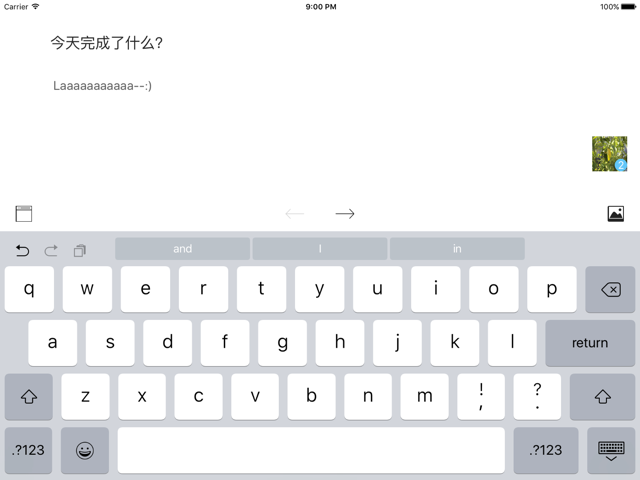 Carrier 9:00 PM 100%
今天完成了什么?
Laaaaaaaaaaa--:)
2
and I in
q w e r t y u i o p
a s d f g h j k l return
z x c v b n m ! , ? .
.?123 .?123